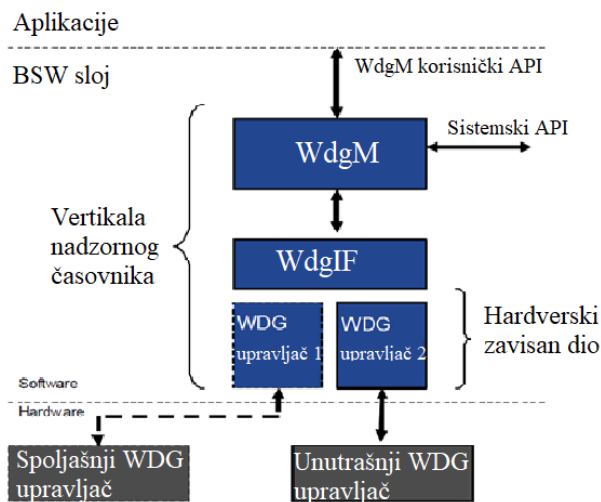 Aplikacije
BSW sloj
WdgM korisnički API
Sistemski API
WdgM
Vertikala
nadzornog
časovnika
WdgIF
WDG
upravljač 1
WDG
upravljač 2
Hardverski
zavisan dio
Software
Hardware
Spoljašnji WDG
upravljač
Unutrašnji WDG
upravljač